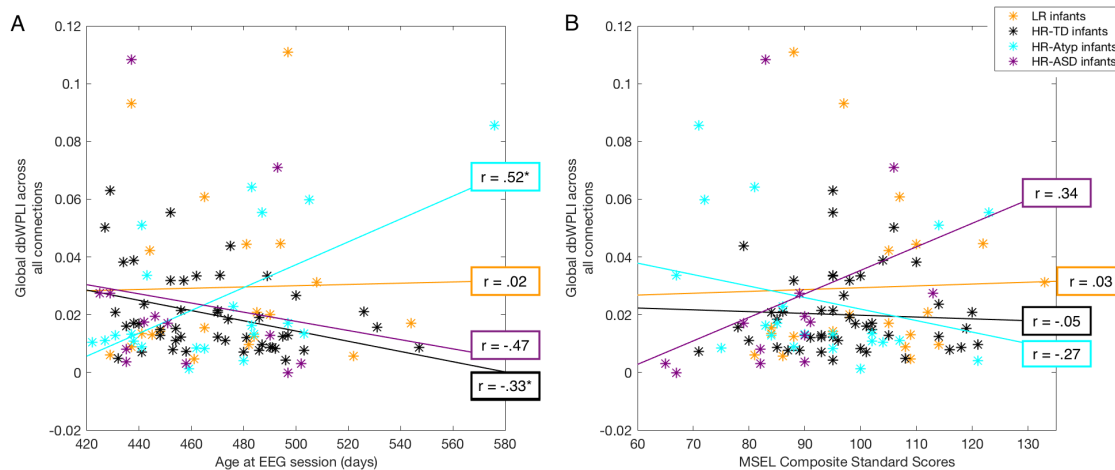 A
Global dbWPLI across
all connections
0.12
0.1
0.08
0.06
0.04
0.02
0
-0.02
420 440 460 480 500 520 540 560 580
Age at EEG session (days)
r = .52*
r = .02
r = -.47
r = -.33*
B
Global dbWPLI across
all connections
0.12
0.1
0.08
0.06
0.04
0.02
0
-0.02
60 70 80 90 100 110 120 130
MSEL Composite Standard Scores
LR infants
HR-TD infants
HR-Atyp infants
HR-ASD infants
r = .34
r = .03
r = -.05
r = -.27